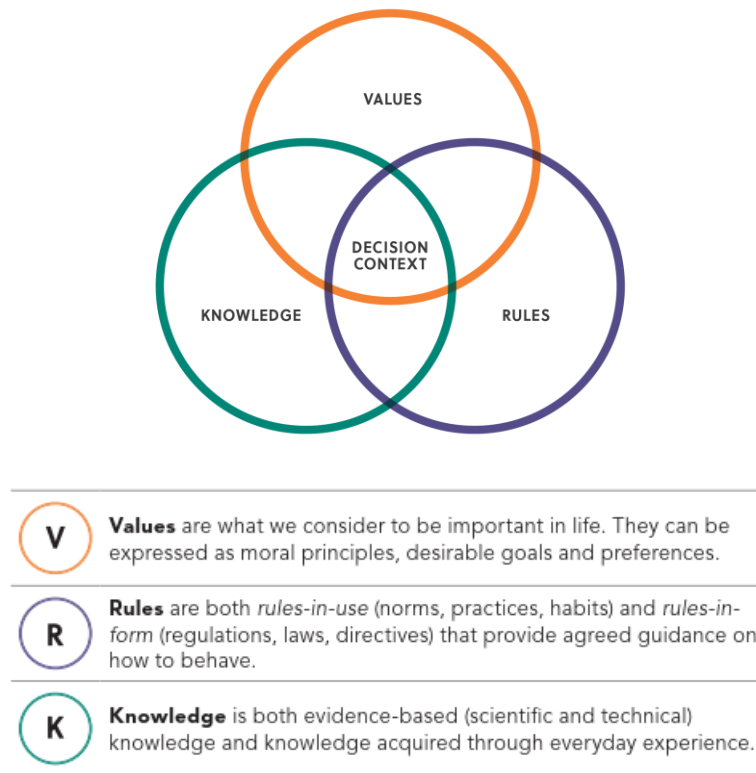 VALUES
DECISION
CONTEXT
KNOWLEDGE
RULES
V
Values are what we consider to be important in life. They can be
expressed as moral principles, desirable goals and preferences.
R
Rules are both rules-in-use (norms, practices, habits) and rules-in-
form (regulations, laws, directives) that provide agreed guidance on
how to behave.
K
Knowledge is both evidence-based (scientific and technical)
knowledge and knowledge acquired through everyday experience.